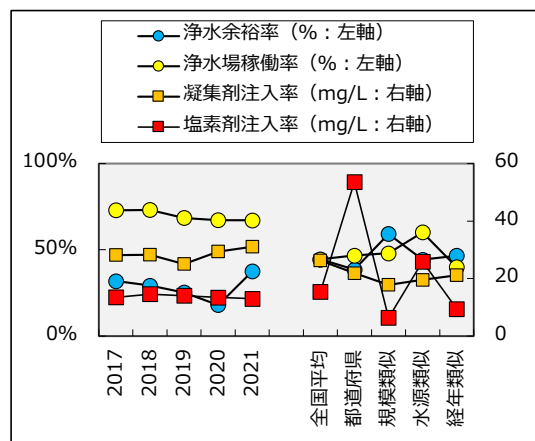 浄水余裕率（%：左軸）
浄水場稼働率（%：左軸）
凝集剤注入率（mg/L：右軸）
塩素剤注入率（mg/L：右軸）
100%
50%
0%
60
40
20
0
2017
2018
2019
2020
2021
全国平均
都道府県
規模類似
水源類似
経年類似